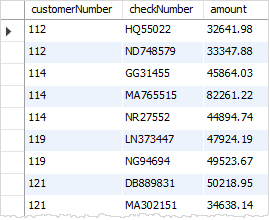 customerNumber checkNumber amount
112 HQ55022 32641.98
112 ND748579 33347.88
114 GG31455 45864.03
114 MA765515 82261.22
114 NR27552 44894.74
119 LN373447 47924.19
119 NG94694 49523.67
121 DB889831 50218.95
121 MA302151 34638.14